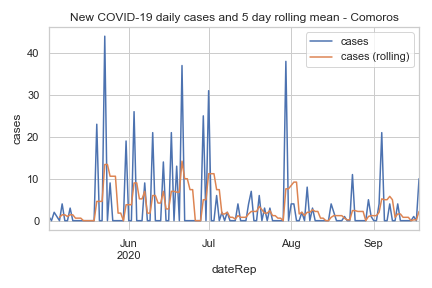 New COVID-19 daily cases and 5 day rolling mean - Comoros
cases
cases (rolling)
40
30
20
10
0
cases
Jun
2020
Jul
Aug
Sep
dateRep